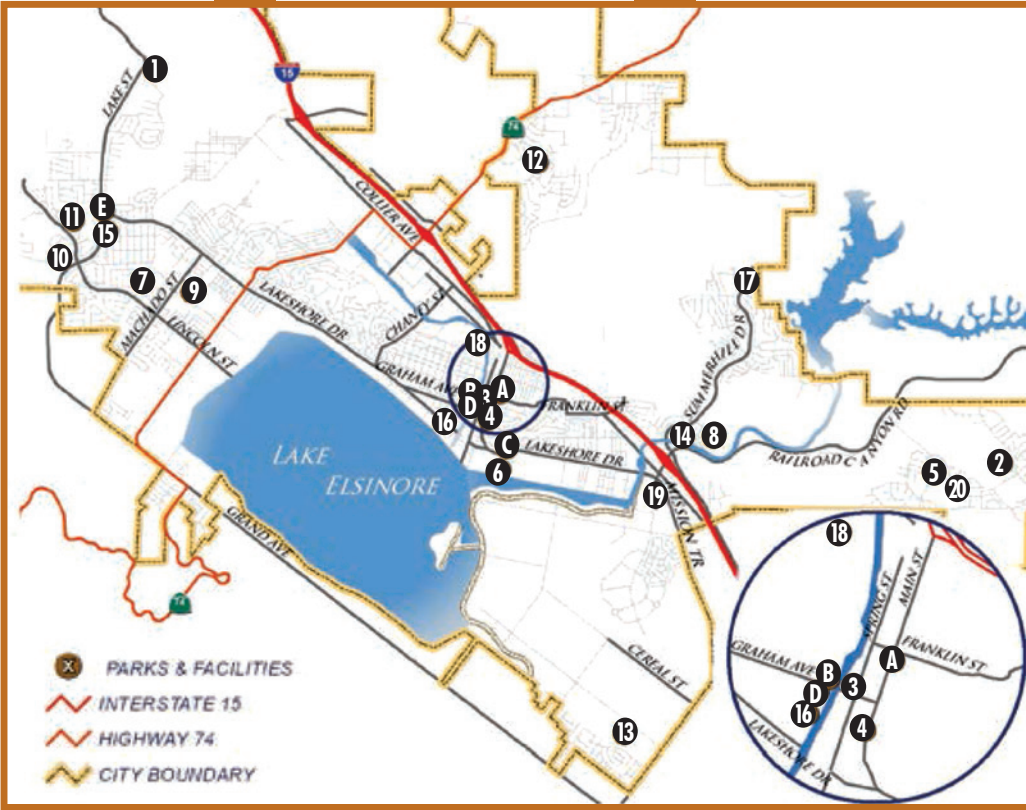 1
LAKE ST
15
74
12
COLLIER AVE
11
E
15
10
7
9
MACHADO ST
LINCOLN ST
LAKESHORE DR
CHANEY ST
17
18
SUMMERHILL DR
GRAHAM AVE
B
3
A
D
4
FRANKLIN ST
16
C
LAKESHORE DR
14
8
RAILROAD CANYON RD
6
19
MISSION TR
5
20
2
LAKE
ELSINORE
GRAND AVE
74
CEREAL ST
13
18
SPRING ST
MAIN ST
FRANKLIN ST
GRAHAM AVE
A
B
D
3
16
4
LAKESHORE DR
X PARKS & FACILITIES
INTERSTATE 15
HIGHWAY 74
CITY BOUNDARY